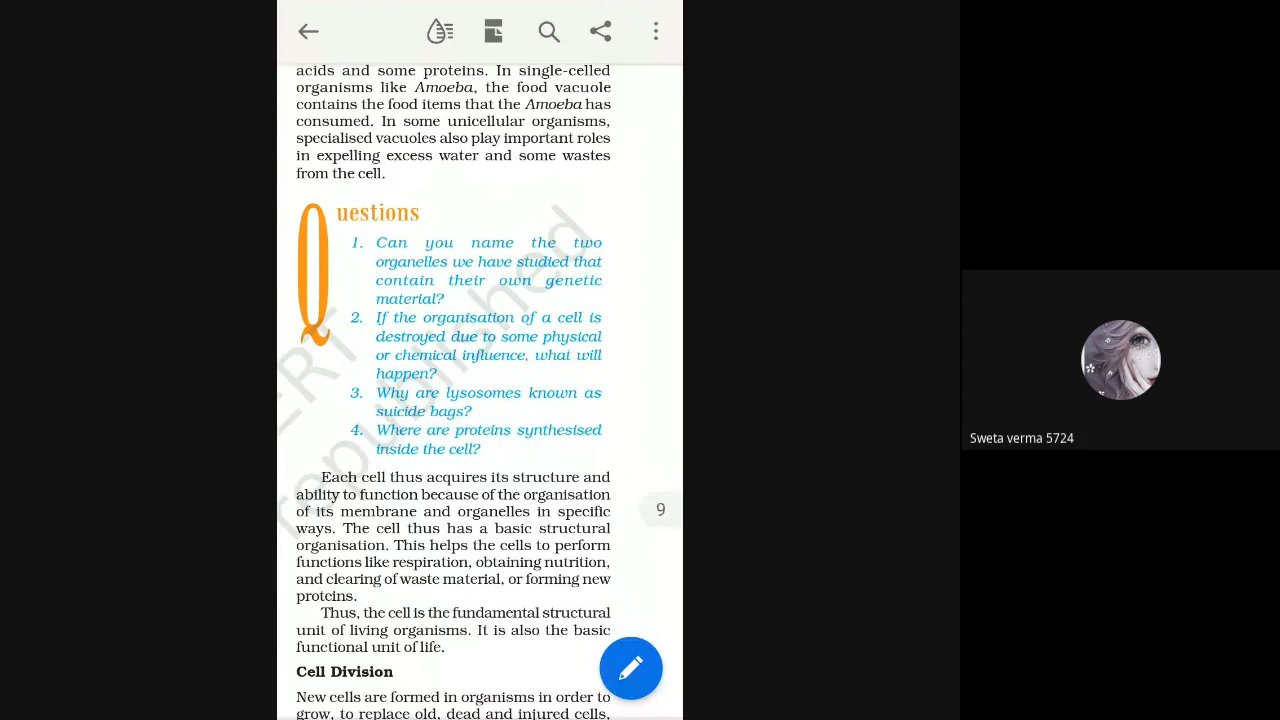 acids and some proteins. In single-celled
organisms like Amoeba, the food vacuole
contains the food items that the Amoeba has
consumed. In some unicellular organisms,
specialised vacuoles also play important roles
in expelling excess water and some wastes
from the cell.
Questions
1. Can you name the two
organelles we have studied that
contain their own genetic
material?
2. If the organisation of a cell is
destroyed due to some physical
or chemical influence, what will
happen?
3. Why are lysosomes known as
suicide bags?
4. Where are proteins synthesised
inside the cell?
Each cell thus acquires its structure and
ability to function because of the organisation
of its membrane and organelles in specific
ways. The cell thus has a basic structural
organisation. This helps the cells to perform
functions like respiration, obtaining nutrition,
and clearing of waste material, or forming new
proteins.
Thus, the cell is the fundamental structural
unit of living organisms. It is also the basic
functional unit of life.
Cell Division
New cells are formed in organisms in order to
grow, to replace old, dead and injured cells,
9
Sweta verma 5724
ERT
republished